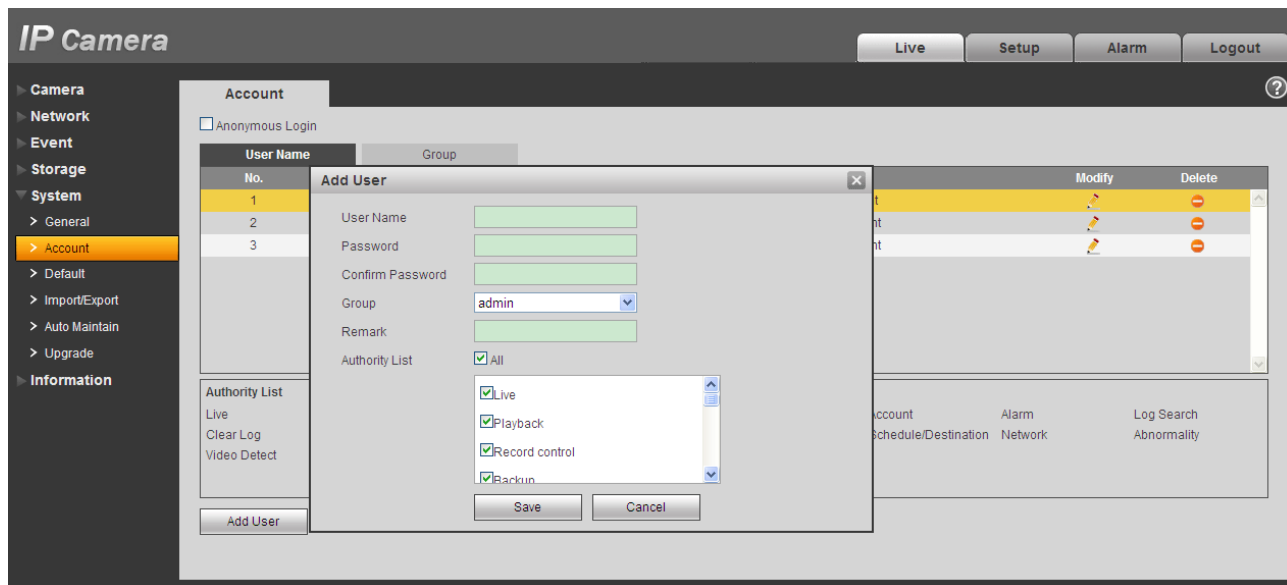 IP Camera
Live Setup Alarm Logout
Camera
Network
Event
Storage
System
General
Account
Default
Import/Export
Auto Maintain
Upgrade
Information
Account
?
Anonymous Login
User Name Group
No. Modify Delete
1
2
3
Add User
User Name
Password
Confirm Password
Group admin
Remark
Authority List All
Live
Playback
Record control
Backup
Save Cancel
Authority List
Live Account Alarm Log Search
Clear Log Schedule/Destination Network Abnormality
Video Detect
Add User